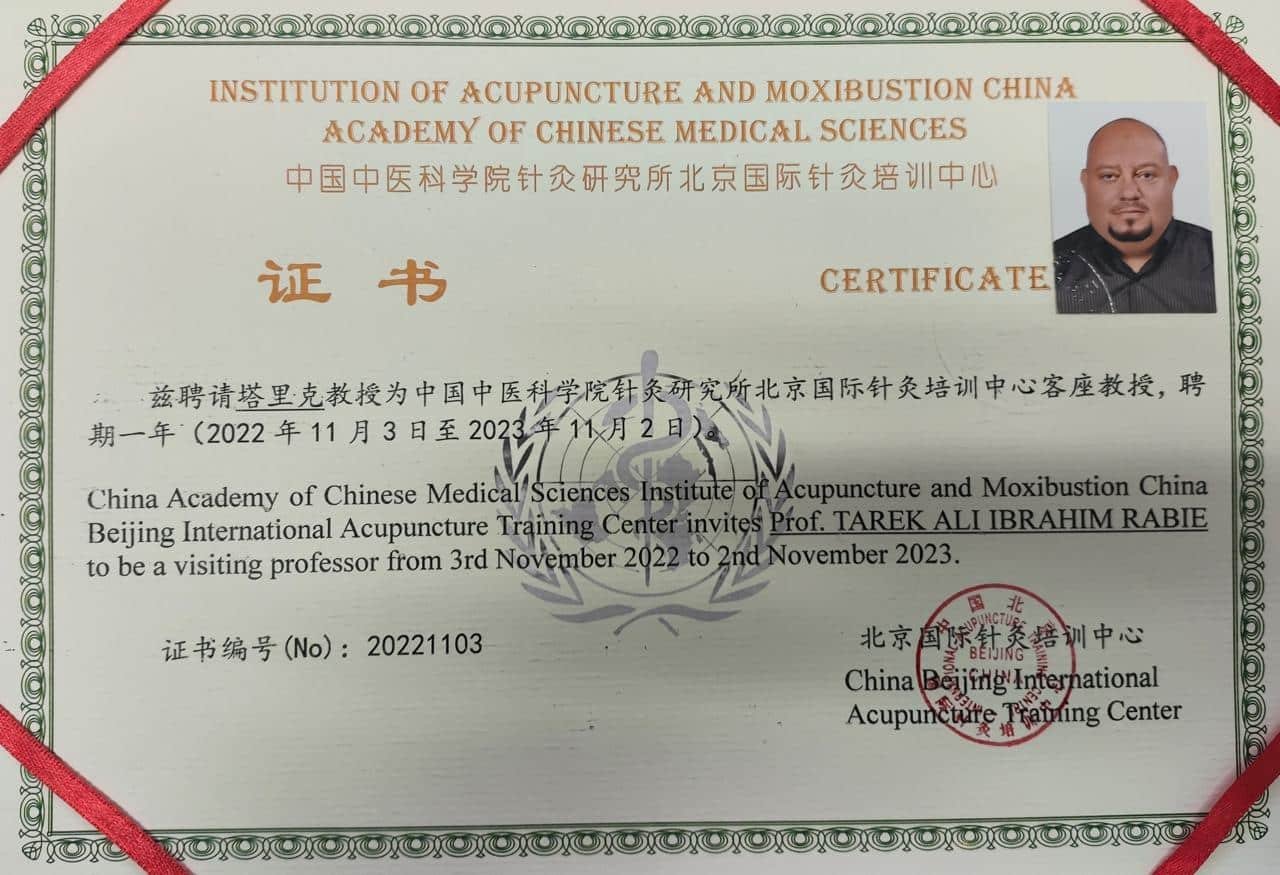 INSTITUTION OF ACUPUNCTURE AND MOXIBUSTION CHINA
ACADEMY OF CHINESE MEDICAL SCIENCES
中国中医科学院针灸研究所北京国际针灸培训中心
证 书 CERTIFICATE
兹聘请塔里克教授为中国中医科学院针灸研究所北京国际针灸培训中心客座教授，聘
期一年（2022 年 11 月 3 日至 2023 年 11 月 2 日）。
China Academy of Chinese Medical Sciences Institute of Acupuncture and Moxibustion China
Beijing International Acupuncture Training Center invites Prof. TAREK ALI IBRAHIM RABIE
to be a visiting professor from 3rd November 2022 to 2nd November 2023.
证书编号(No)：20221103
北京国际针灸培训中心
China Beijing International
Acupuncture Training Center
BEIJING
CHINA